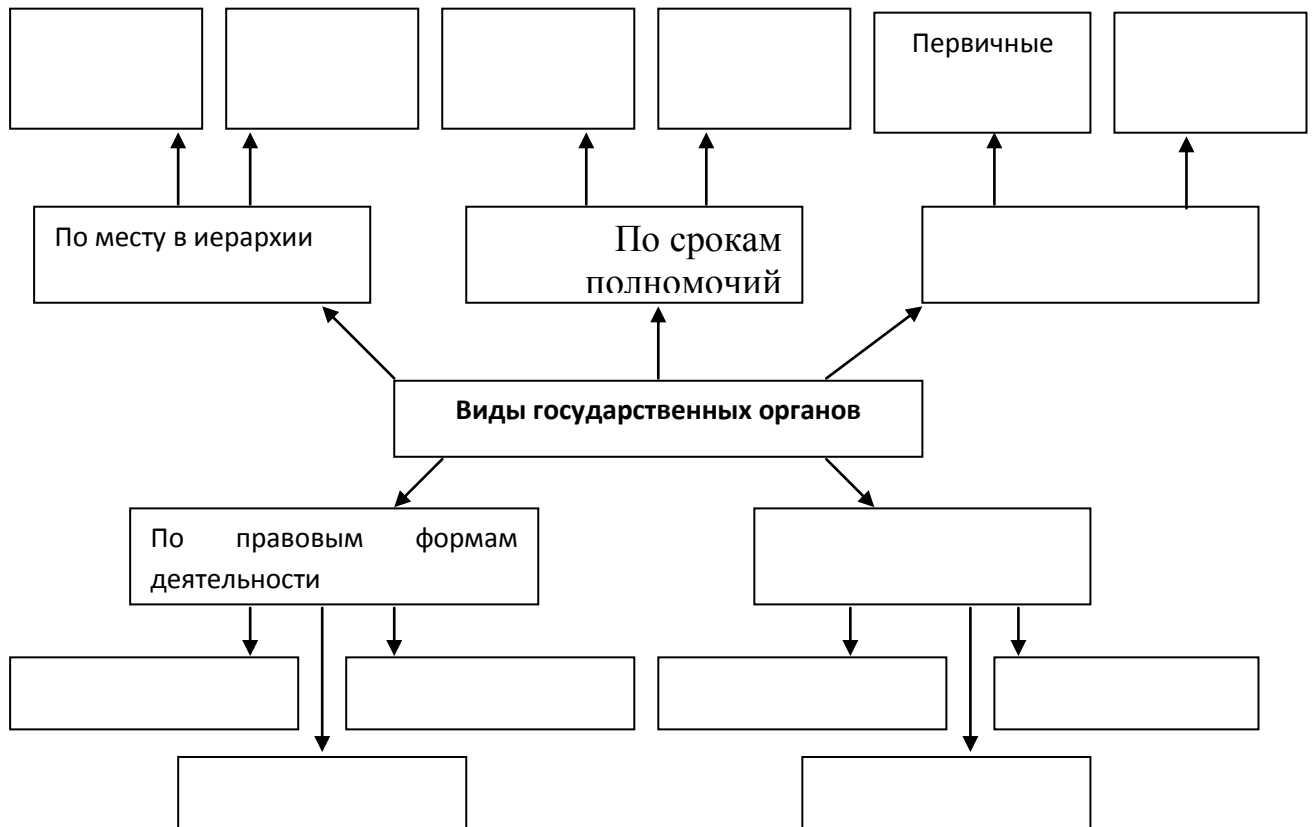 Первичные
По месту в иерархии
По срокам
полномочий
Виды государственных органов
По правовым формам
деятельности